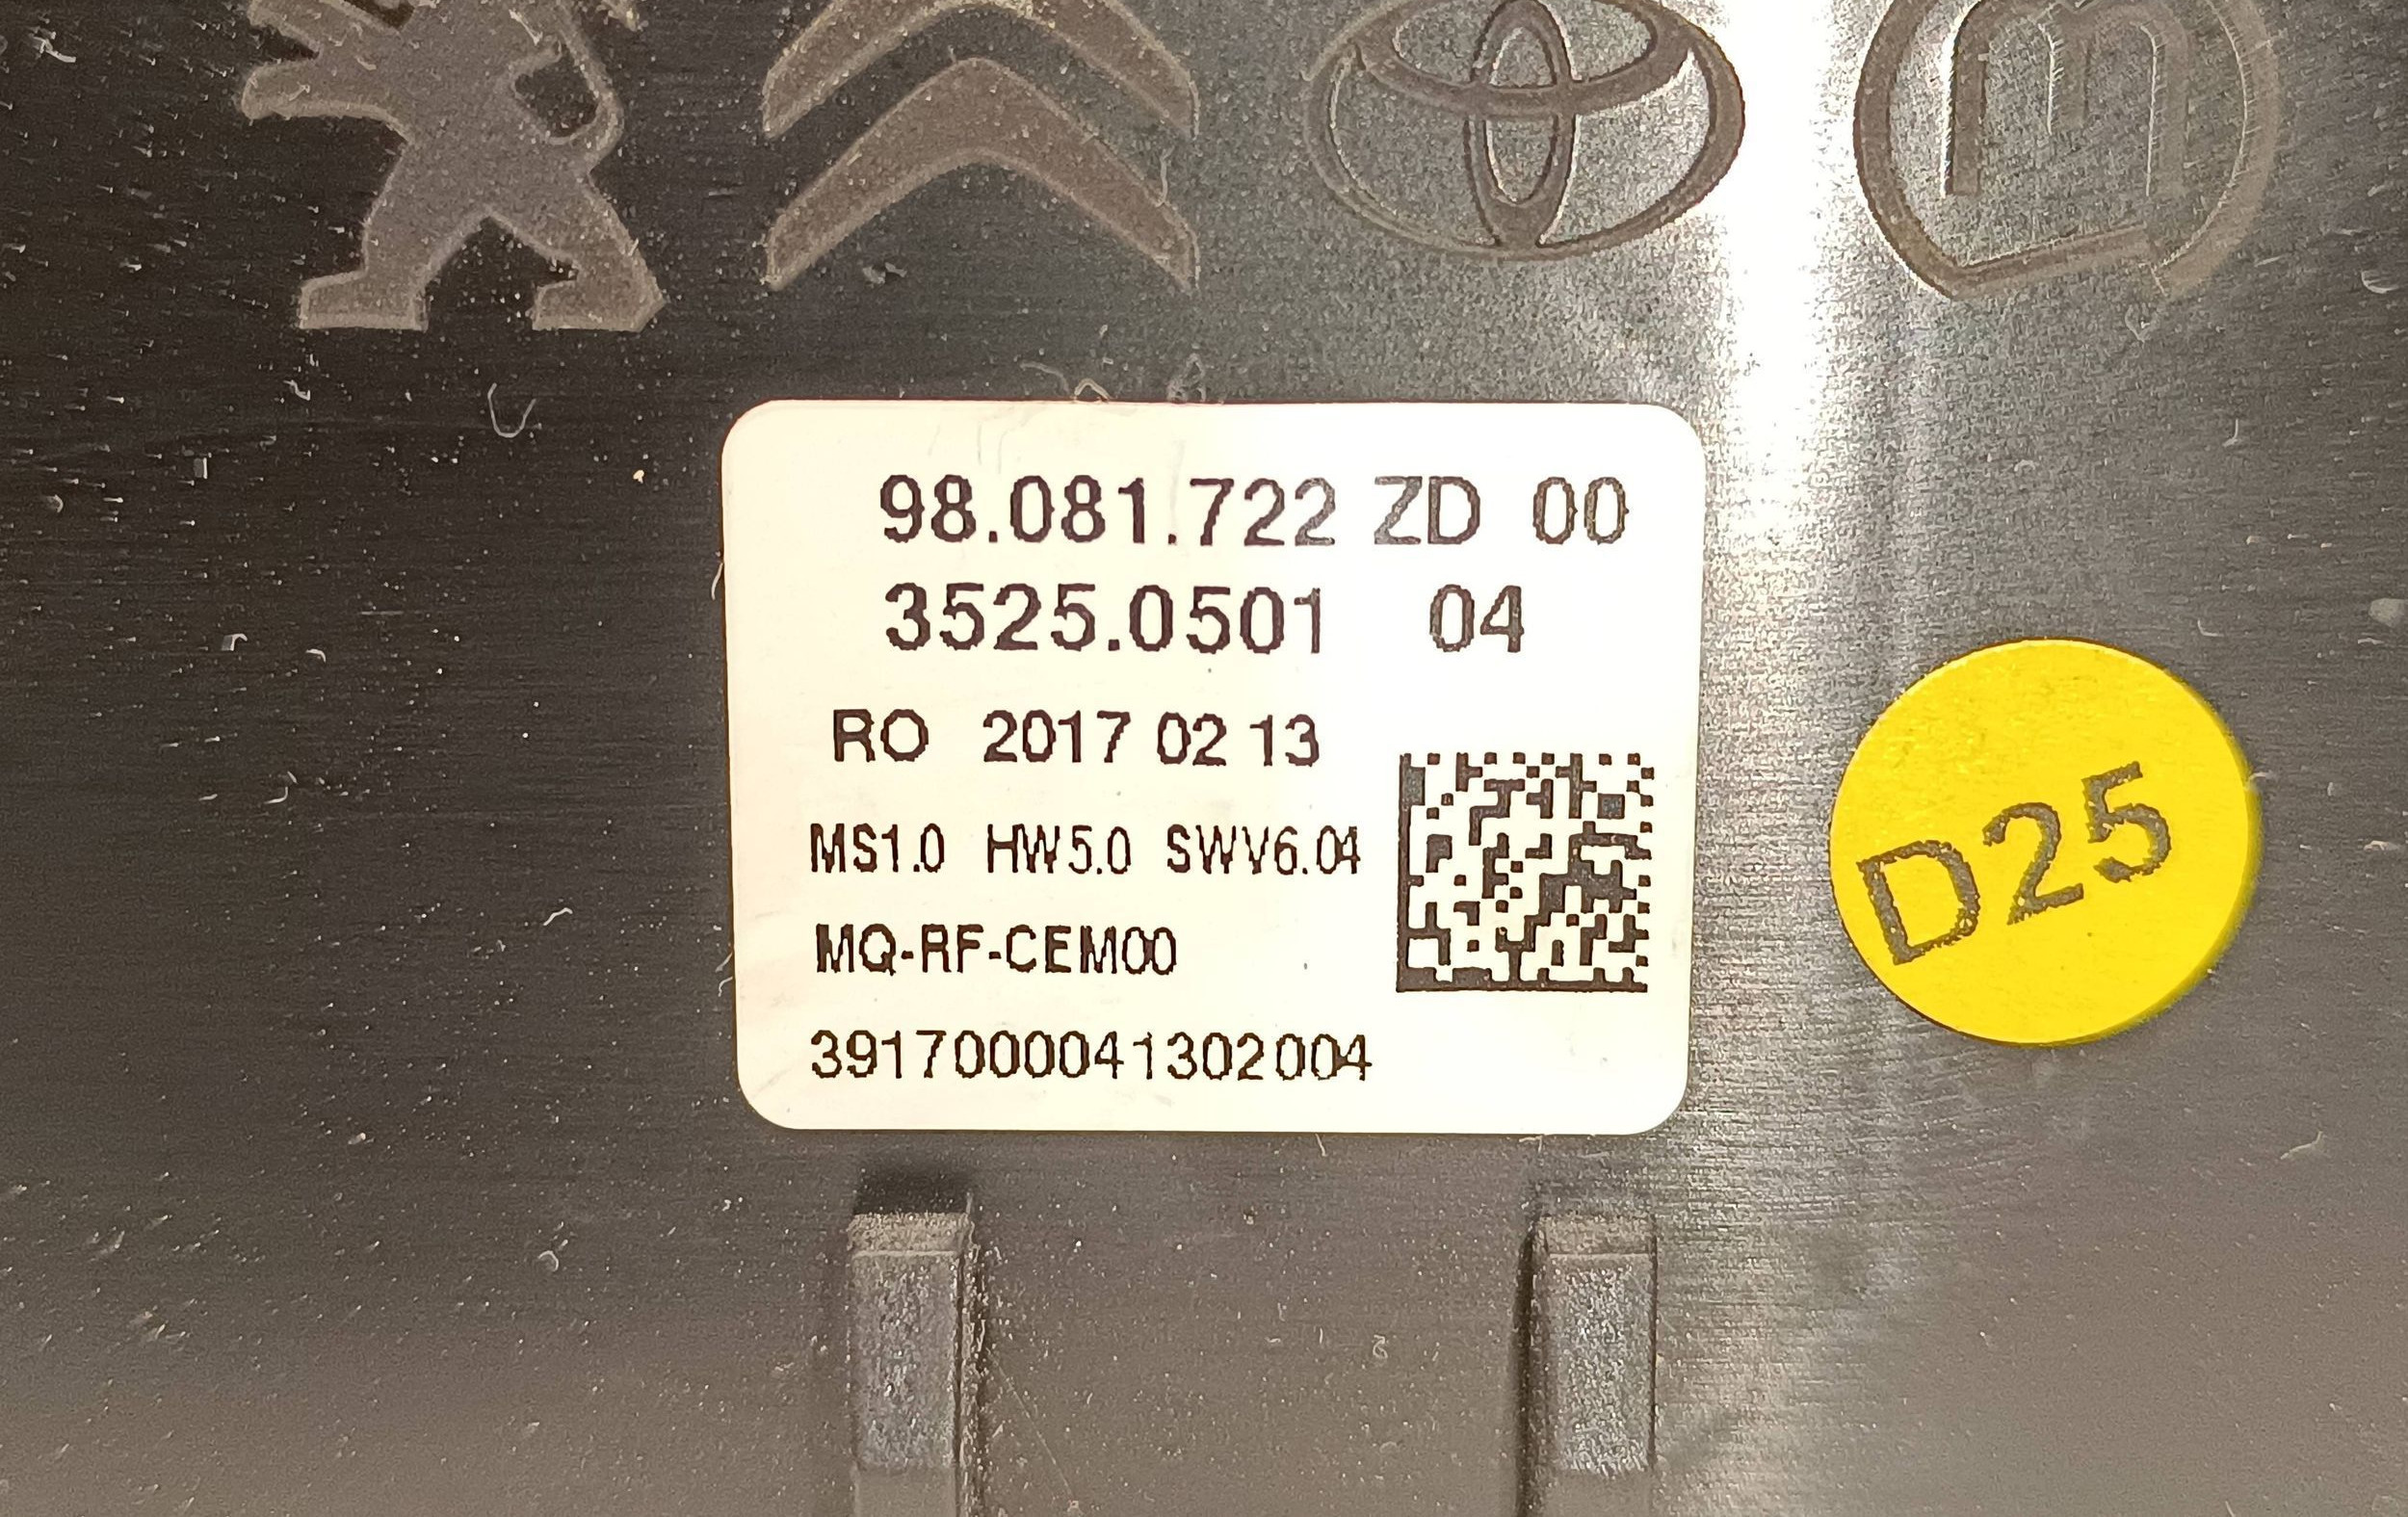 98.081.722 ZD 00
3525.0501 04
RO 2017 02 13
MS1.0 HW5.0 SWV6.04
MQ-RF-CEM00
3917000041302004
D25